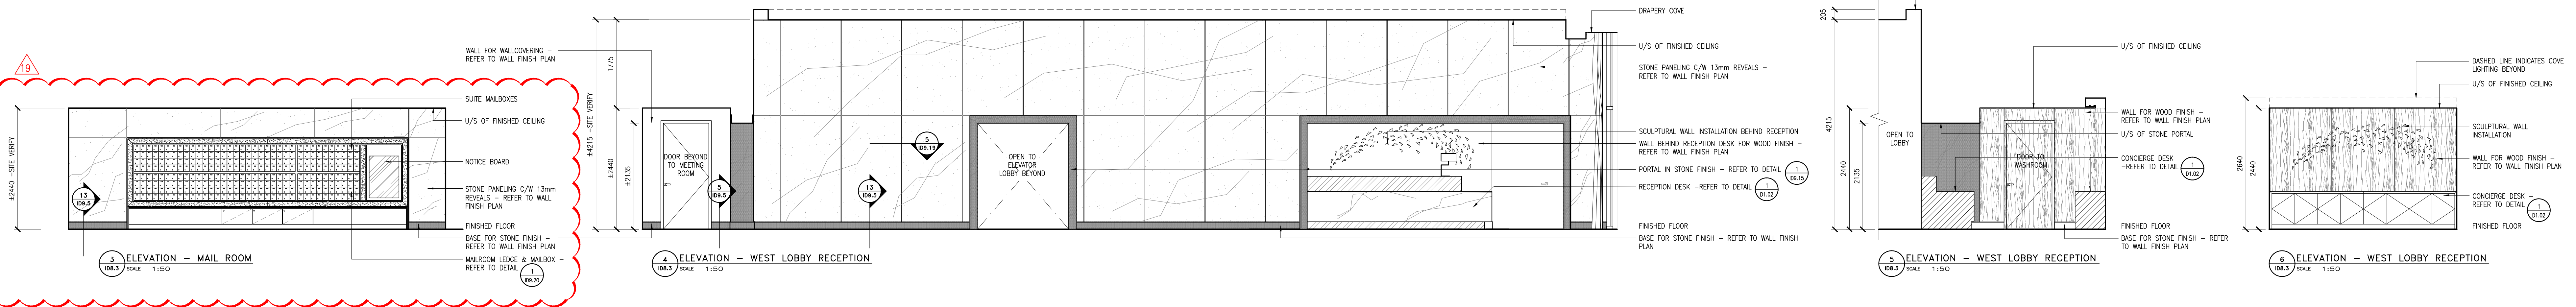 19
±2440 -SITE VERIFY
13
ID9.5
SUITE MAILBOXES
U/S OF FINISHED CEILING
NOTICE BOARD
STONE PANELING C/W 13mm
REVEALS - REFER TO WALL
FINISH PLAN
FINISHED FLOOR
BASE FOR STONE FINISH -
REFER TO WALL FINISH PLAN
MAILROOM LEDGE & MAILBOX -
REFER TO DETAIL
1
ID9.20
3
ID8.3
ELEVATION - MAIL ROOM
SCALE 1:50
WALL FOR WALLCOVERING -
REFER TO WALL FINISH PLAN
±4215 -SITE VERIFY
1775
±2440
±2135
DOOR BEYOND
TO MEETING
ROOM
5
ID9.5
13
ID9.5
5
ID9.19
OPEN TO
ELEVATOR
LOBBY BEYOND
DRAPERY COVE
U/S OF FINISHED CEILING
STONE PANELING C/W 13mm REVEALS -
REFER TO WALL FINISH PLAN
SCULPTURAL WALL INSTALLATION BEHIND RECEPTION
WALL BEHIND RECEPTION DESK FOR WOOD FINISH -
REFER TO WALL FINISH PLAN
PORTAL IN STONE FINISH - REFER TO DETAIL
1
ID9.15
RECEPTION DESK -REFER TO DETAIL
1
D1.02
FINISHED FLOOR
BASE FOR STONE FINISH - REFER TO WALL FINISH
PLAN
4
ID8.3
ELEVATION - WEST LOBBY RECEPTION
SCALE 1:50
205
4215
2440
2135
OPEN TO
LOBBY
DOOR TO
WASHROOM
U/S OF FINISHED CEILING
WALL FOR WOOD FINISH -
REFER TO WALL FINISH PLAN
U/S OF STONE PORTAL
CONCIERGE DESK
-REFER TO DETAIL
1
D1.02
FINISHED FLOOR
BASE FOR STONE FINISH - REFER
TO WALL FINISH PLAN
5
ID8.3
ELEVATION - WEST LOBBY RECEPTION
SCALE 1:50
2640
2440
DASHED LINE INDICATES COVE
LIGHTING BEYOND
U/S OF FINISHED CEILING
SCULPTURAL WALL
INSTALLATION
WALL FOR WOOD FINISH -
REFER TO WALL FINISH PLAN
CONCIERGE DESK -
REFER TO DETAIL
1
D1.02
FINISHED FLOOR
6
ID8.3
ELEVATION - WEST LOBBY RECEPTION
SCALE 1:50